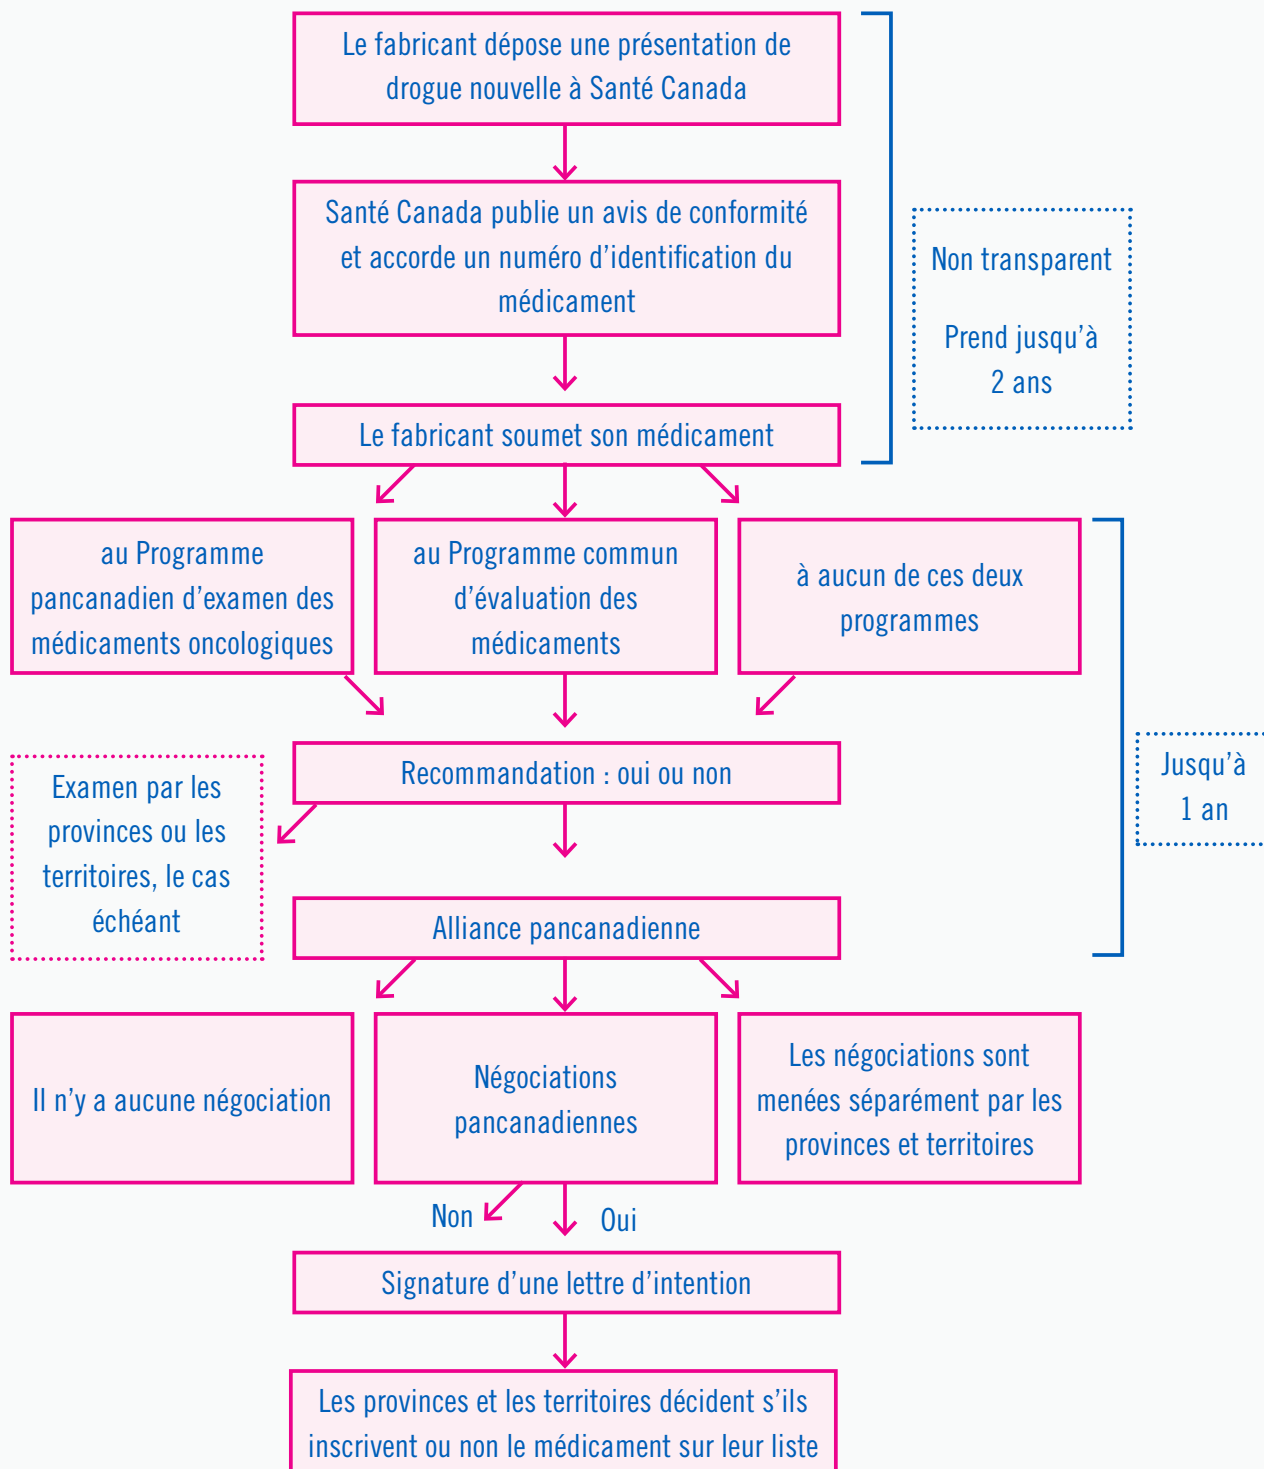 Le fabricant dépose une présentation de
drogue nouvelle à Santé Canada
Santé Canada publie un avis de conformité
et accorde un numéro d’identification du
médicament
Non transparent
Prend jusqu’à
2 ans
Le fabricant soumet son médicament
au Programme
pancanadien d’examen des
médicaments oncologiques
au Programme commun
d’évaluation des
médicaments
à aucun de ces deux
programmes
Recommandation : oui ou non
Jusqu’à
1 an
Examen par les
provinces ou les
territoires, le cas
échéant
Alliance pancanadienne
Il n’y a aucune négociation
Négociations
pancanadiennes
Les négociations sont
menées séparément par les
provinces et territoires
Non
Oui
Signature d’une lettre d’intention
Les provinces et les territoires décident s’ils
inscrivent ou non le médicament sur leur liste